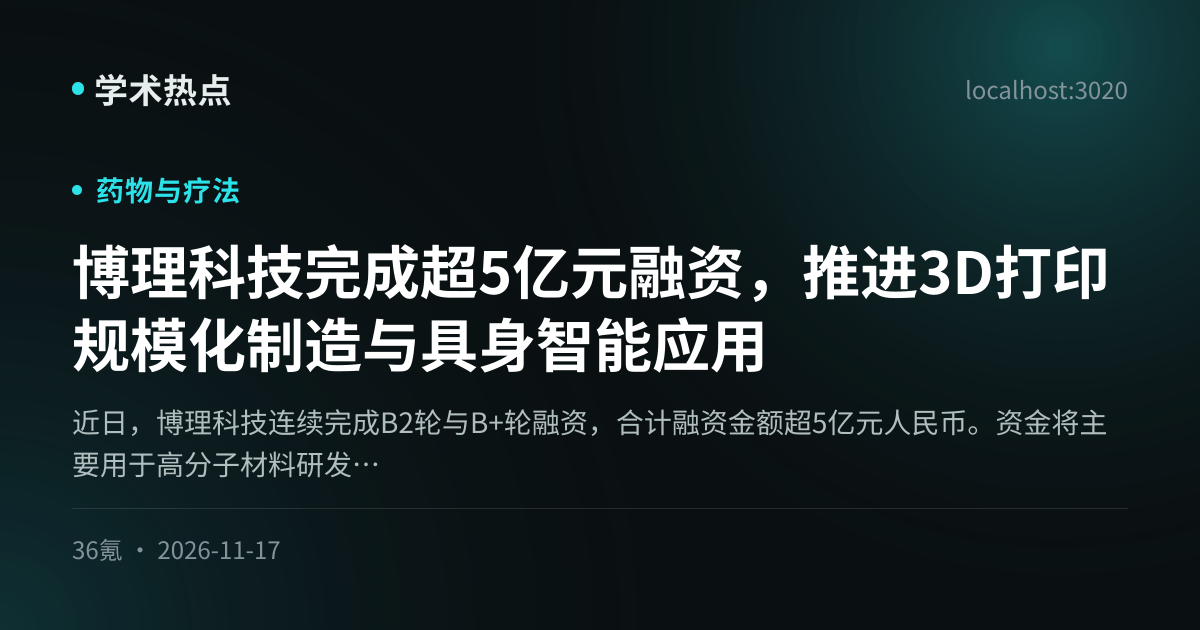 学术热点
localhost:3020
药物与疗法
博理科技完成超5亿元融资，推进3D打印
规模化制造与具身智能应用
近日，博理科技连续完成B2轮与B+轮融资，合计融资金额超5亿元人民币。资金将主
要用于高分子材料研发…
36氪 · 2026-11-17